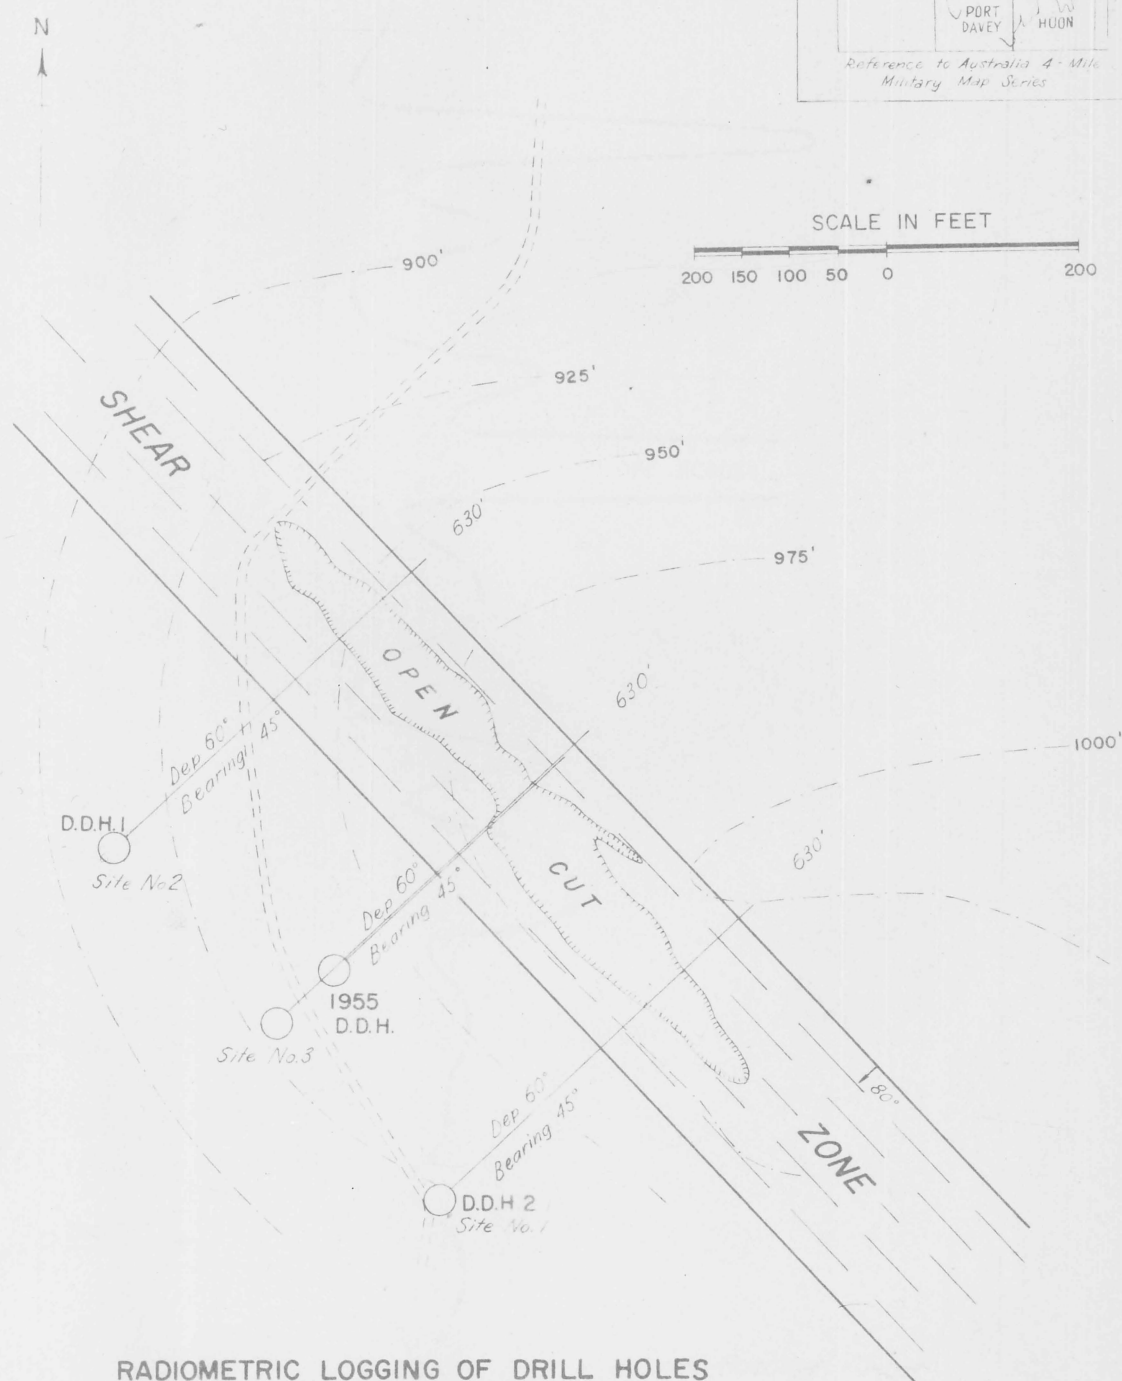 N
PORT
DAVEY
HUON
Reference to Australia 4-Mile
Military Map Series
SCALE IN FEET
200 150 100 50 0 200
900'
925'
950'
975'
1000'
630'
630'
630'
SHEAR
OPEN
CUT
ZONE
80°
Dep 60°
Bearing 45°
D.D.H.1
Site No2
Dep 60°
Bearing 45°
1955
D.D.H.
Site No.3
Dep 60°
Bearing 45°
D.D.H 2
Site No.1
RADIOMETRIC LOGGING OF DRILL HOLES